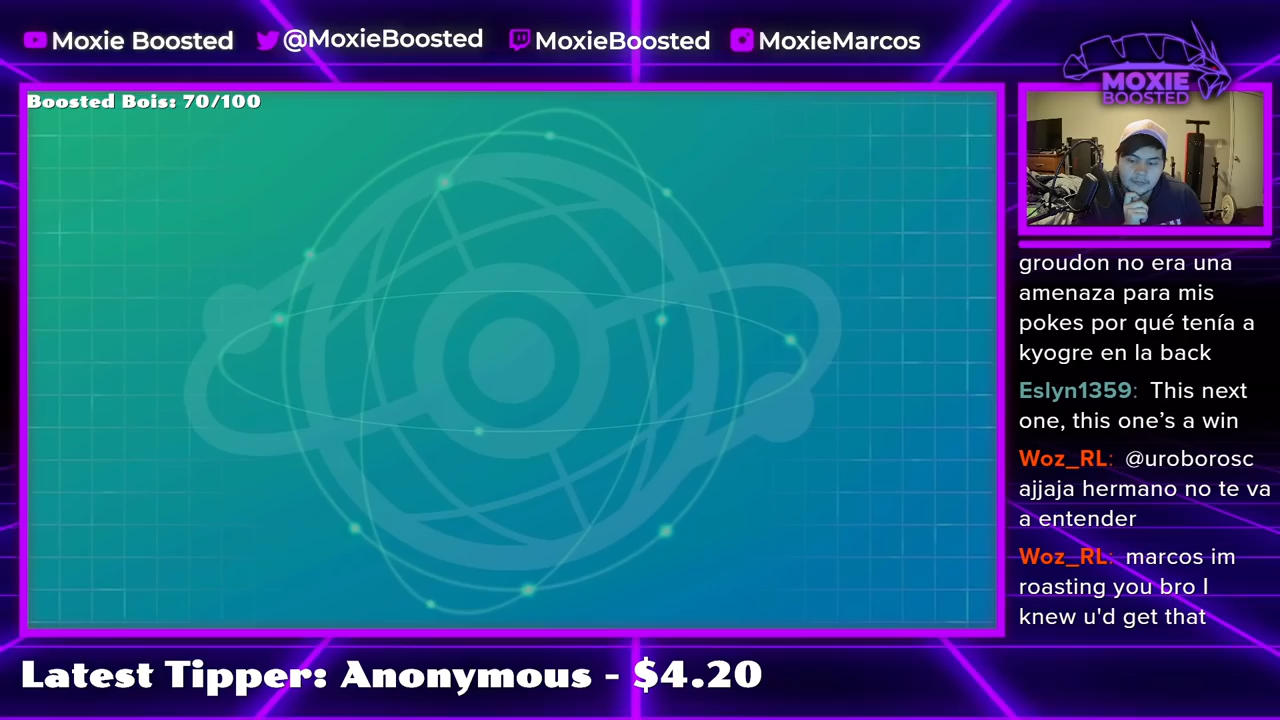 Moxie Boosted @MoxieBoosted MoxieBoosted MoxieMarcos
MOXIE
BOOSTED
Boosted Bois: 70/100
groudon no era una
amenaza para mis
pokes por qué tenía a
kyogre en la back
Eslyn1359: This next
one, this one’s a win
Woz_RL: @uroborosc
ajjaja hermano no te va
a entender
Woz_RL: marcos im
roasting you bro I
knew u'd get that
Latest Tipper: Anonymous - $4.20